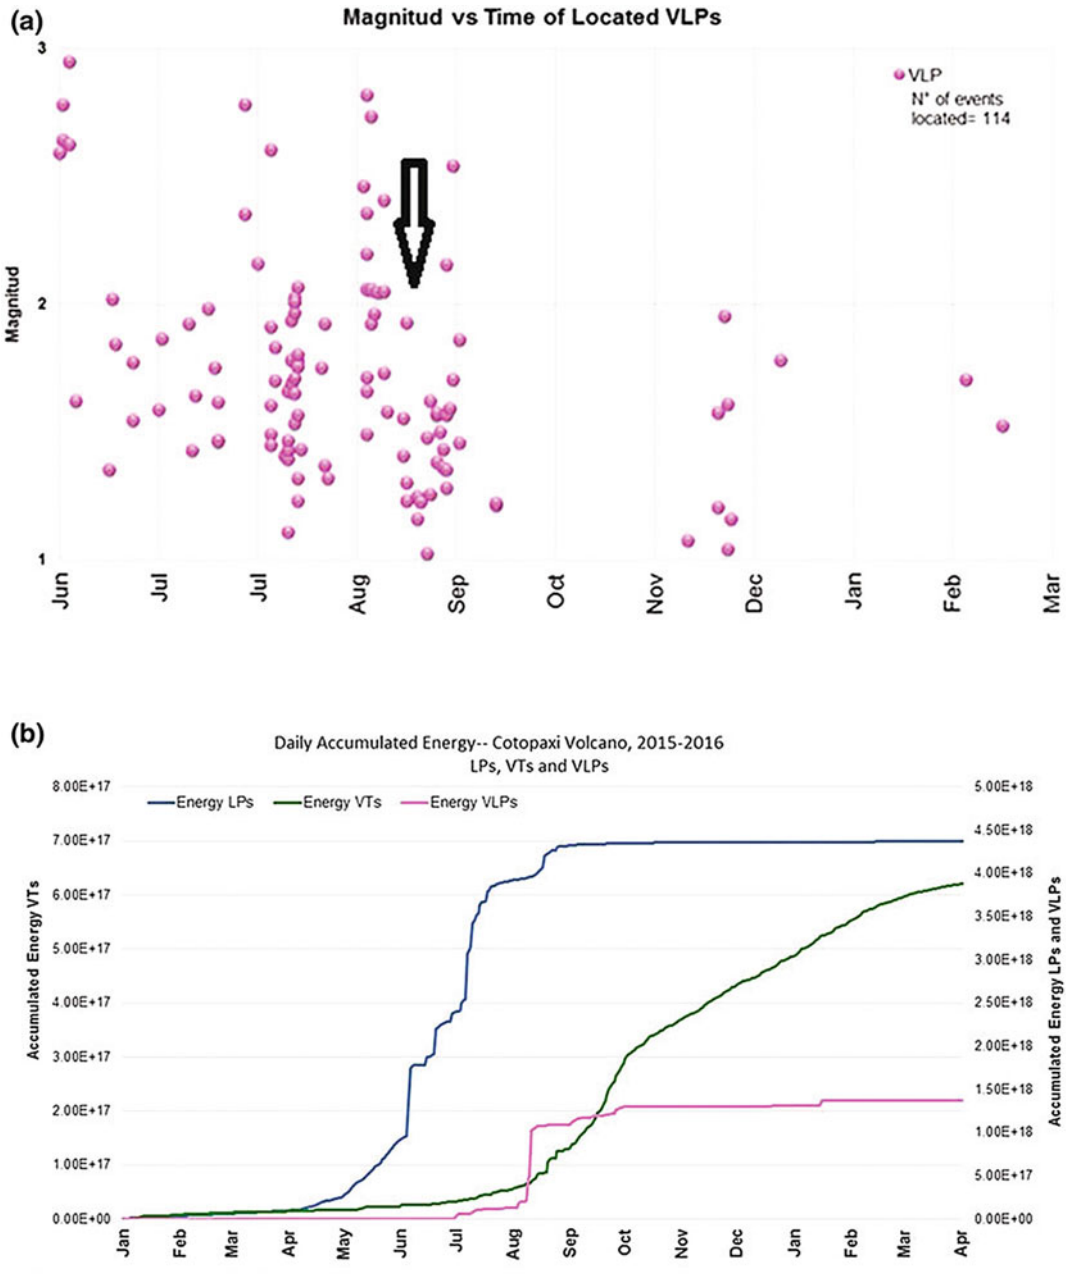 (a)
Magnitud vs Time of Located VLPs
3
VLP
N° of events
located= 114
Magnitud
2
1
Jun
Jul
Jul
Aug
Sep
Oct
Nov
Dec
Jan
Feb
Mar
(b)
Daily Accumulated Energy-- Cotopaxi Volcano, 2015-2016
LPs, VTs and VLPs
Energy LPs
Energy VTs
Energy VLPs
Accumulated Energy VTs
8.00E+17
7.00E+17
6.00E+17
5.00E+17
4.00E+17
3.00E+17
2.00E+17
1.00E+17
0.00E+00
5.00E+18
4.50E+18
4.00E+18
3.50E+18
3.00E+18
2.50E+18
2.00E+18
1.50E+18
1.00E+18
5.00E+17
0.00E+00
Accumulated Energy LPs and VLPs
Jan
Feb
Mar
Apr
May
Jun
Jul
Aug
Sep
Oct
Nov
Dec
Jan
Feb
Mar
Apr